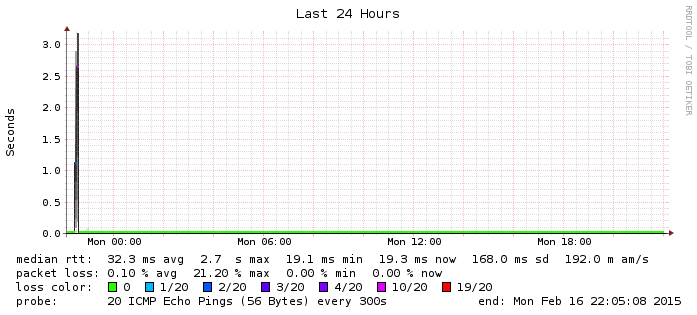 Last 24 Hours
RRDTOOL / TOBI OETIKER
Seconds
3.0
2.5
2.0
1.5
1.0
0.5
0.0
Mon 00:00 Mon 06:00 Mon 12:00 Mon 18:00
median rtt: 32.3 ms avg 2.7 s max 19.1 ms min 19.3 ms now 168.0 ms sd 192.0 m am/s
packet loss: 0.10 % avg 21.20 % max 0.00 % min 0.00 % now
loss color: 0 1/20 2/20 3/20 4/20 10/20 19/20
probe: 20 ICMP Echo Pings (56 Bytes) every 300s end: Mon Feb 16 22:05:08 2015